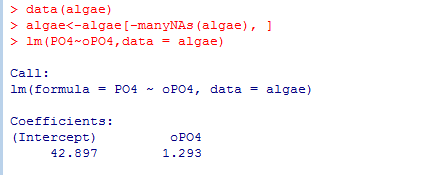 > data(algae)
> algae<-algae[-manyNAs(algae), ]
> lm(PO4~oPO4,data = algae)
Call:
lm(formula = PO4 ~ oPO4, data = algae)
Coefficients:
(Intercept)         oPO4
     42.897        1.293